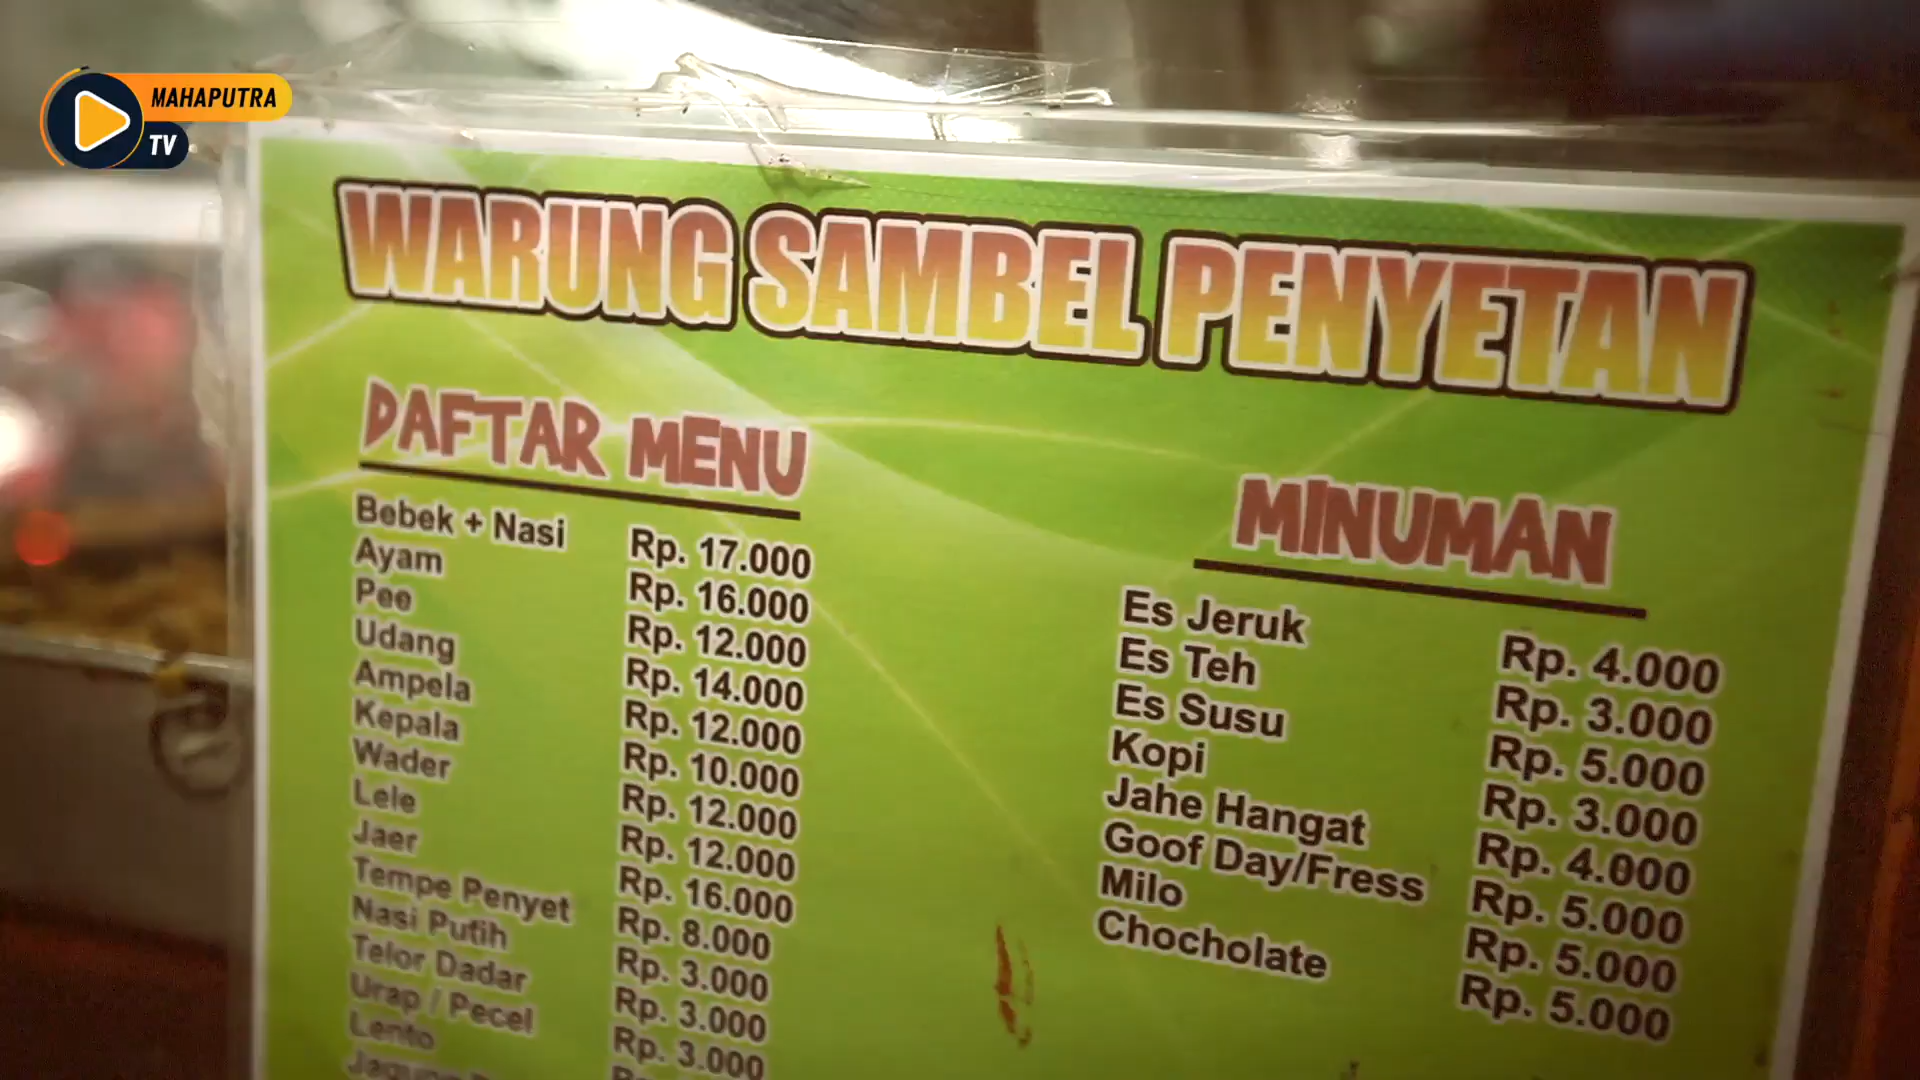 MAHAPUTRA
TV
WARUNG SAMBEL PENYETAN
DAFTAR MENU
Bebek + Nasi Rp. 17.000
Ayam Rp. 16.000
Pee Rp. 12.000
Udang Rp. 14.000
Ampela Rp. 12.000
Kepala Rp. 10.000
Wader Rp. 12.000
Lele Rp. 12.000
Jaer Rp. 16.000
Tempe Penyet Rp. 8.000
Nasi Putih Rp. 3.000
Telor Dadar Rp. 3.000
Urap / Pecel Rp. 3.000
Lento
MINUMAN
Es Jeruk Rp. 4.000
Es Teh Rp. 3.000
Es Susu Rp. 5.000
Kopi Rp. 3.000
Jahe Hangat Rp. 4.000
Goof Day/Fress Rp. 5.000
Milo Rp. 5.000
Chocholate Rp. 5.000